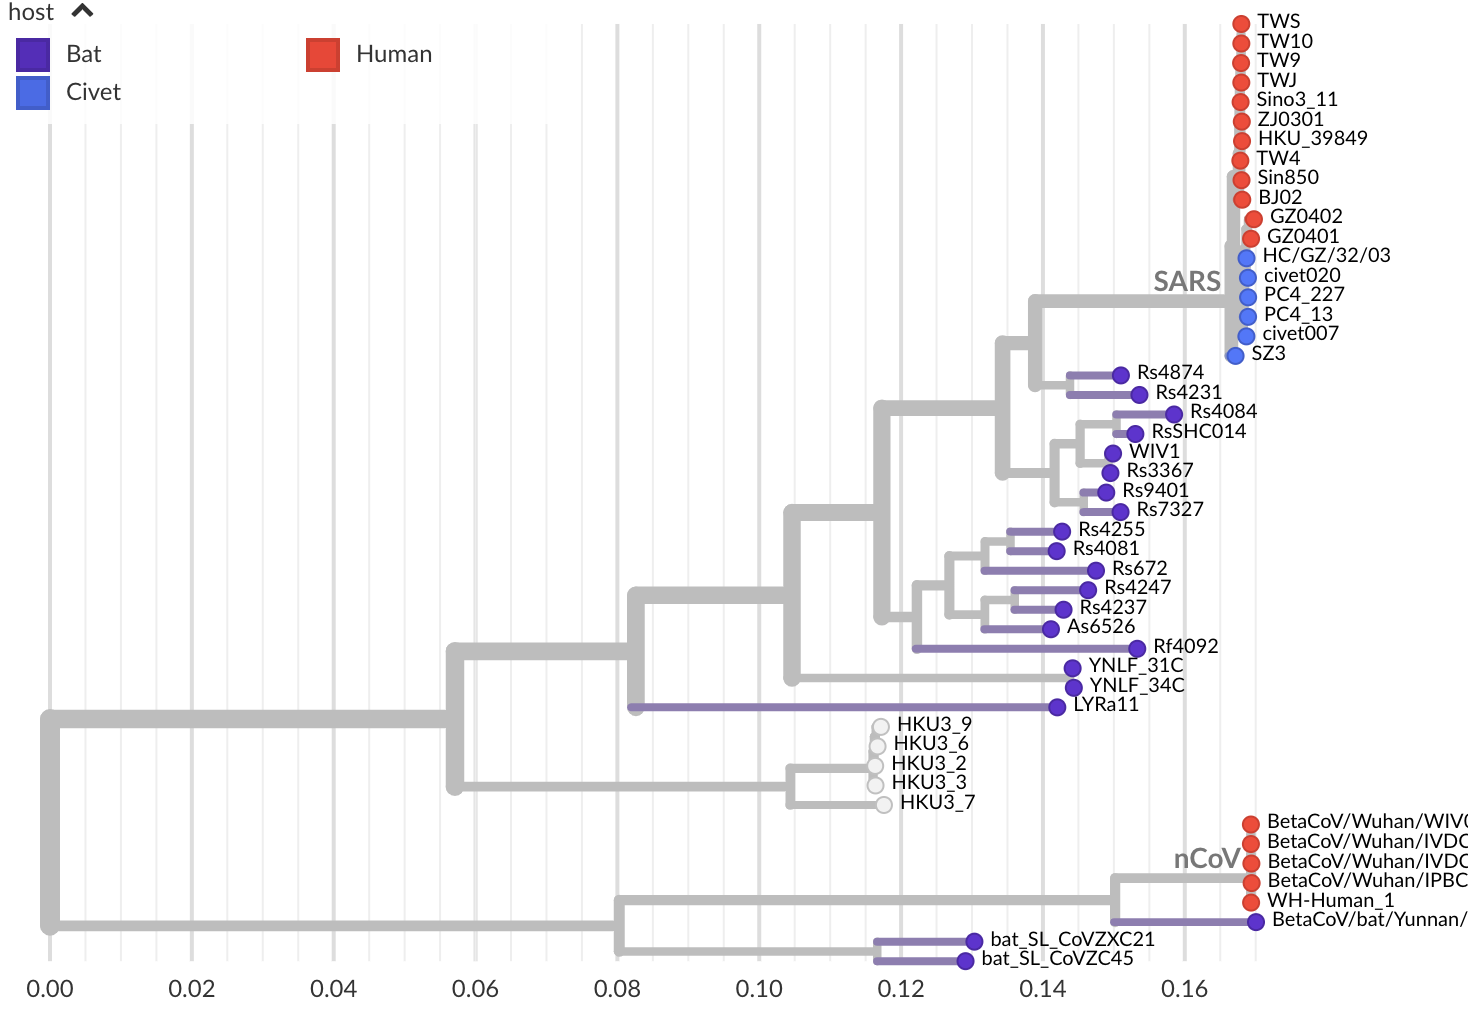 host
Bat
Human
Civet
TWS
TW10
TW9
TWJ
Sino3_11
ZJ0301
HKU_39849
TW4
Sin850
BJ02
GZ0402
GZ0401
HC/GZ/32/03
civet020
SARS
PC4_227
PC4_13
civet007
SZ3
Rs4874
Rs4231
Rs4084
RsSHC014
WIV1
Rs3367
Rs9401
Rs7327
Rs4255
Rs4081
Rs672
Rs4247
Rs4237
As6526
Rf4092
YNLF_31C
YNLF_34C
LYRa11
HKU3_9
HKU3_6
HKU3_2
HKU3_3
HKU3_7
BetaCoV/Wuhan/WIV0
BetaCoV/Wuhan/IVDC
nCoV
BetaCoV/Wuhan/IVDC
BetaCoV/Wuhan/IPBC
WH-Human_1
BetaCoV/bat/Yunnan/
bat_SL_CoVZXC21
bat_SL_CoVZC45
0.00 0.02 0.04 0.06 0.08 0.10 0.12 0.14 0.16